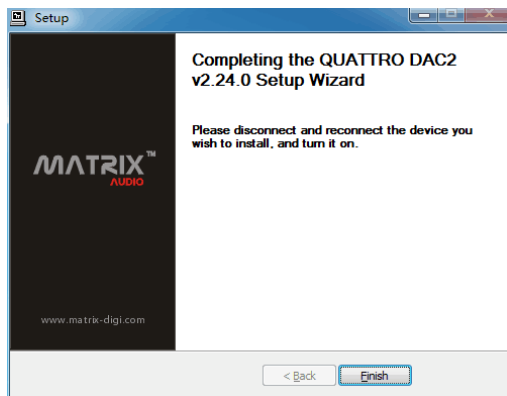 Setup
Completing the QUATTRO DAC2
v2.24.0 Setup Wizard
Please disconnect and reconnect the device you
wish to install, and turn it on.
MATRIX™
AUDIO
www.matrix-digi.com
< Back
Finish